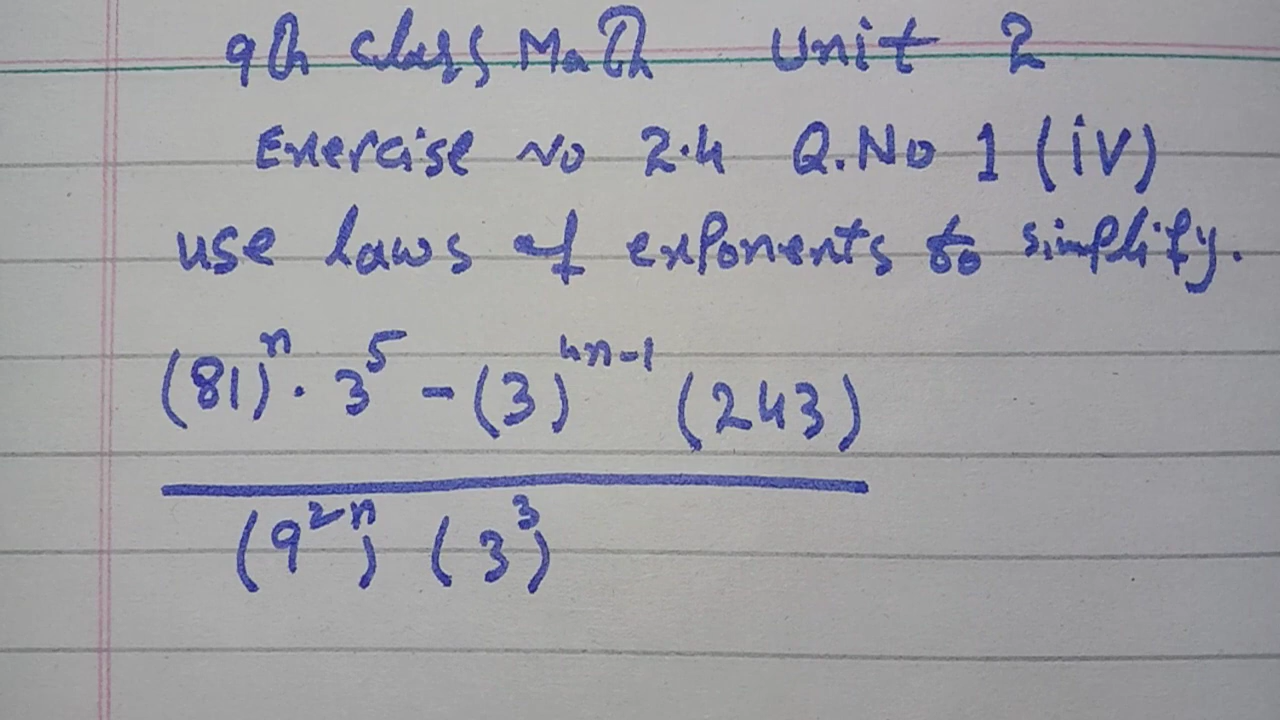 9th class Math Unit 2
Exercise No 2.4 Q.No 1 (iv)
use laws of exponents to simplify.
(81)^n · 3^5 - (3)^4n-1 (243)
(9^2n) (3^3)